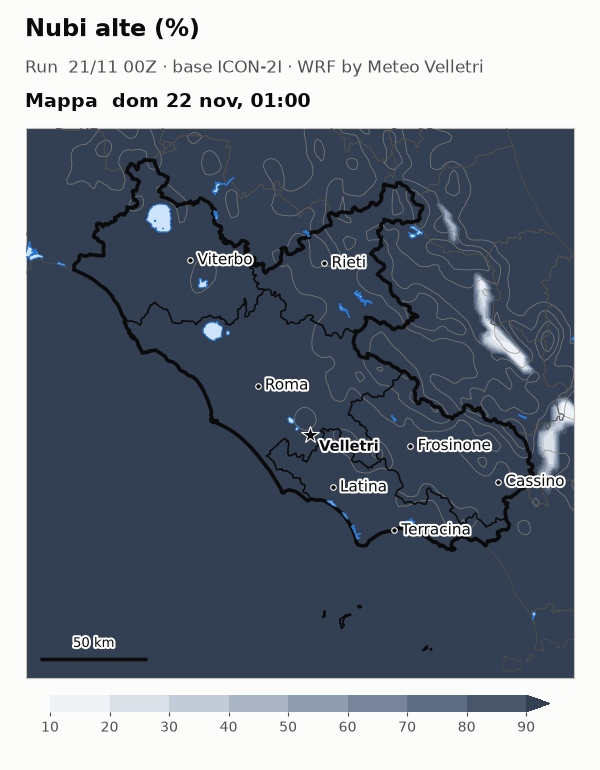 Nubi alte (%)
Run  21/11 00Z · base ICON-2I · WRF by Meteo Velletri
Mappa  dom 22 nov, 01:00
Viterbo
Rieti
Roma
Velletri
Frosinone
Latina
Cassino
Terracina
50 km
10 20 30 40 50 60 70 80 90